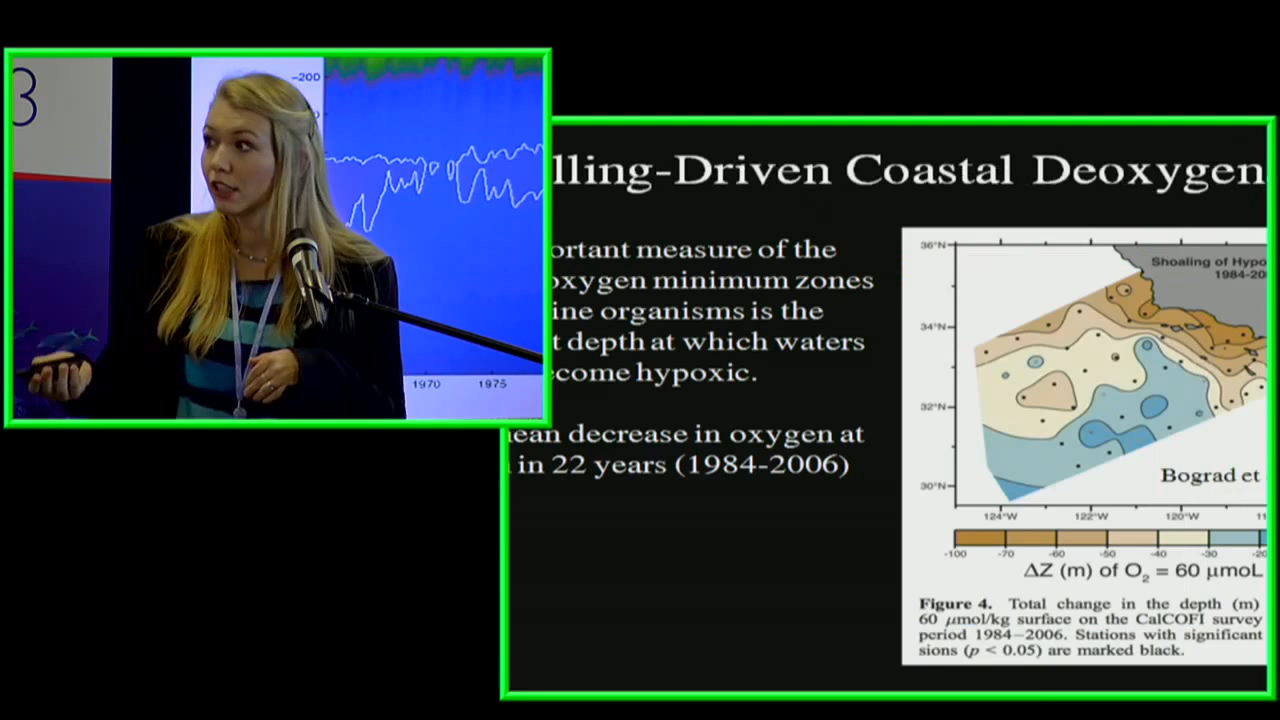 3
-200
1970 1975
lling-Driven Coastal Deoxygen
ortant measure of the
oxygen minimum zones
ine organisms is the
t depth at which waters
ecome hypoxic.
mean decrease in oxygen at
in 22 years (1984-2006)
36°N
Shoaling of Hypo
1984-20
34°N
32°N
30°N
Bograd et
124°W 122°W 120°W 11
-100 -70 -60 -50 -40 -30 -20
ΔZ (m) of O₂ = 60 μmoL
Figure 4. Total change in the depth (m)
60 μmol/kg surface on the CalCOFI survey
period 1984–2006. Stations with significant
sions (p < 0.05) are marked black.